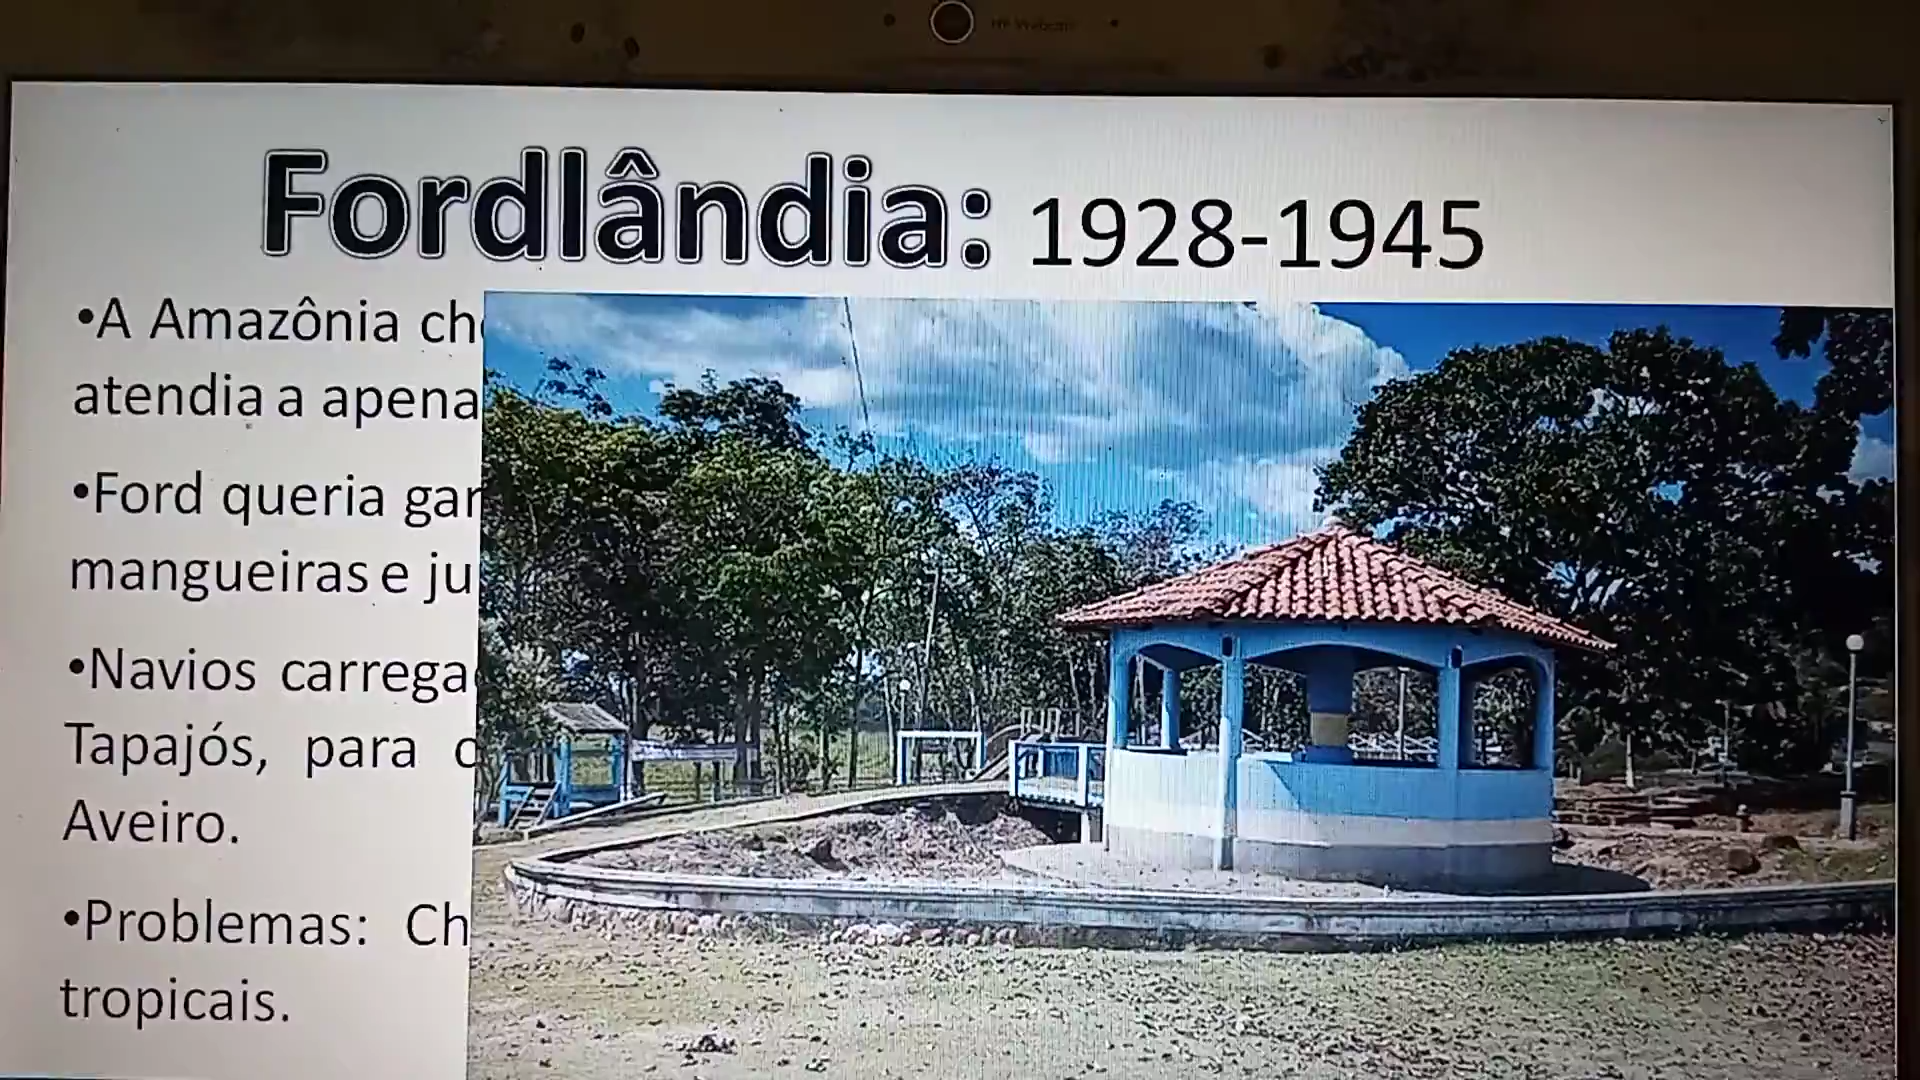 Fordlândia: 1928-1945
•A Amazônia ch
atendia a apena
•Ford queria gar
mangueiras e ju
•Navios carrega
Tapajós, para
Aveiro.
•Problemas: Ch
tropicais.